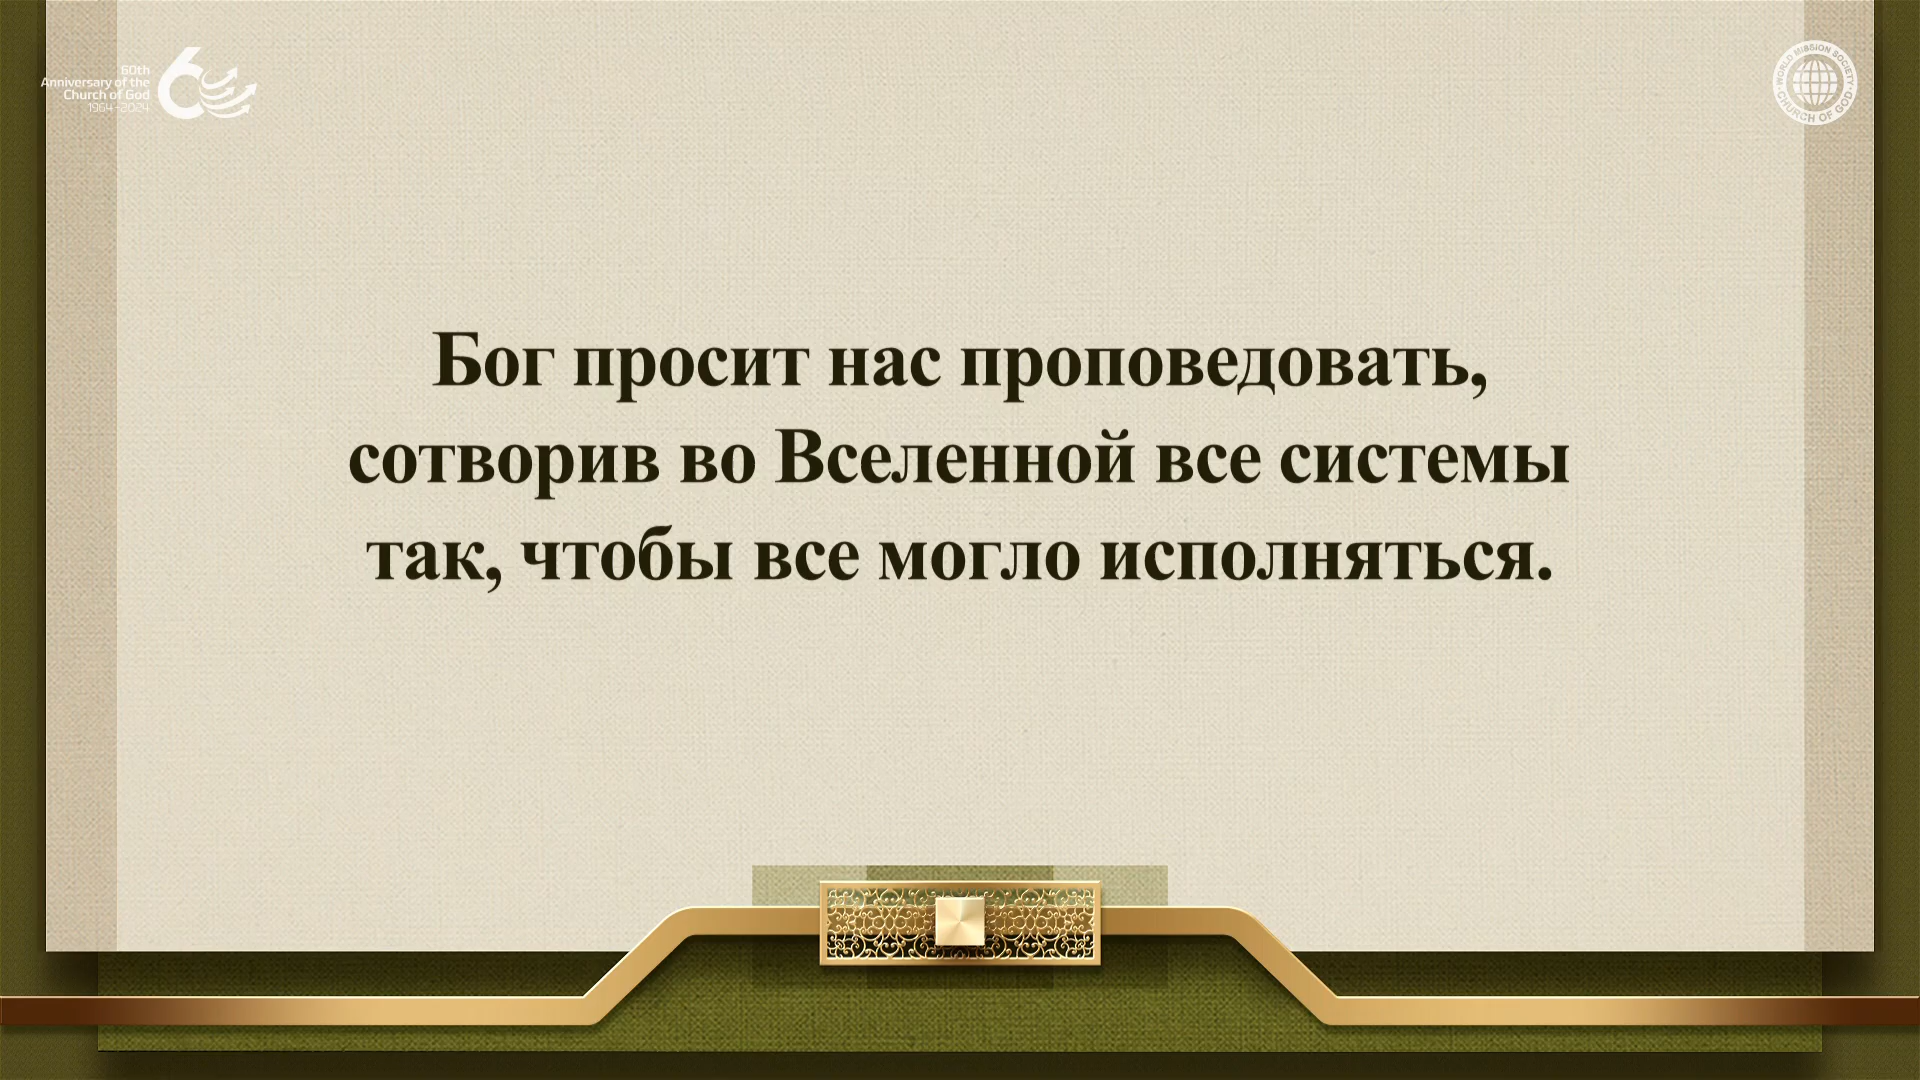 60th
Anniversary of the
Church of God
1964-2024
60
WORLD MISSION SOCIETY
CHURCH OF GOD
Бог просит нас проповедовать,
сотворив во Вселенной все системы
так, чтобы все могло исполняться.